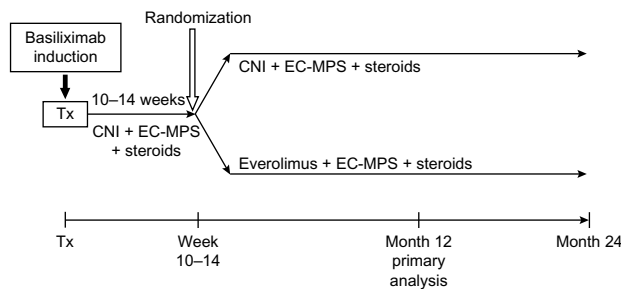 Randomization
Basiliximab
induction
Tx
10–14 weeks
CNI + EC-MPS
+ steroids
CNI + EC-MPS + steroids
Everolimus + EC-MPS + steroids
Tx
Week
10–14
Month 12
primary
analysis
Month 24